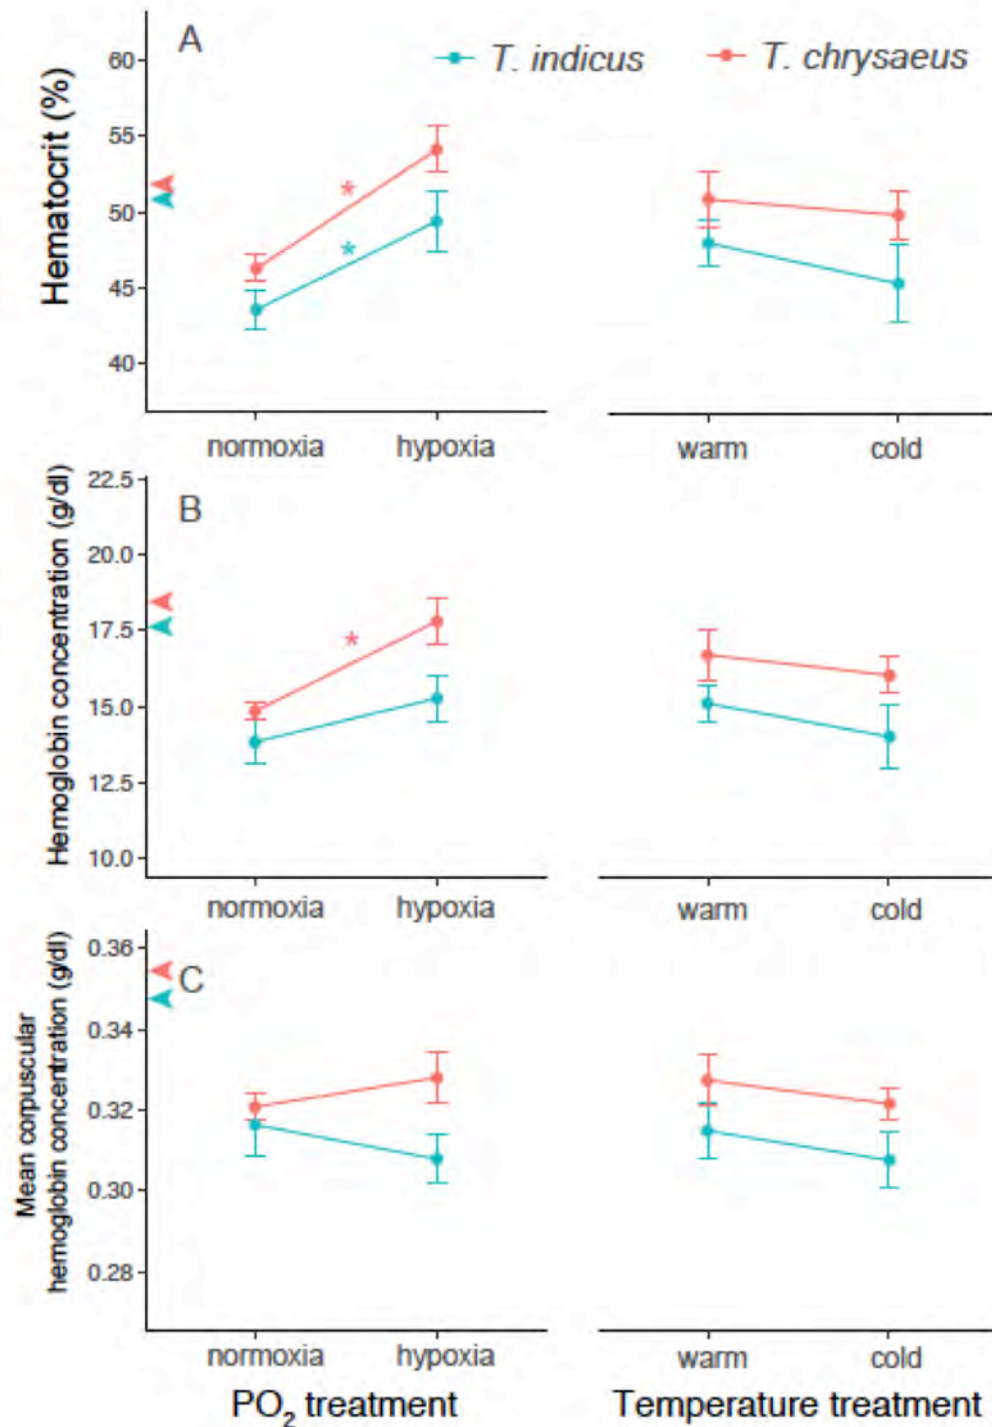 A
T. indicus
T. chrysaeus
Hematocrit (%)
60
55
50
45
40
normoxia
hypoxia
warm
cold
B
Hemoglobin concentration (g/dl)
22.5
20.0
17.5
15.0
12.5
10.0
*
*
*
normoxia
hypoxia
warm
cold
C
Mean corpuscular
hemoglobin concentration (g/dl)
0.36
0.34
0.32
0.30
0.28
normoxia
hypoxia
warm
cold
PO₂ treatment
Temperature treatment